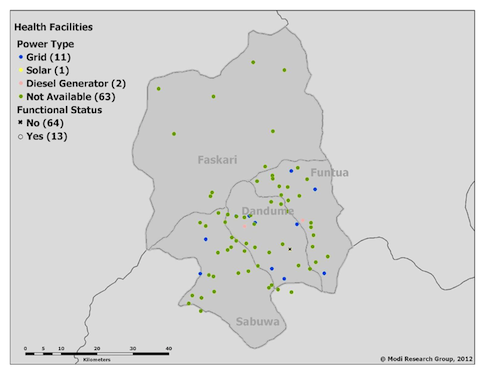 Health Facilities
Power Type
Grid (11)
Solar (1)
Diesel Generator (2)
Not Available (63)
Functional Status
No (64)
Yes (13)
Faskari
Funtua
Dandume
Sabuwa
0 5 10 20 30 40
Kilometers
© Modi Research Group, 2012